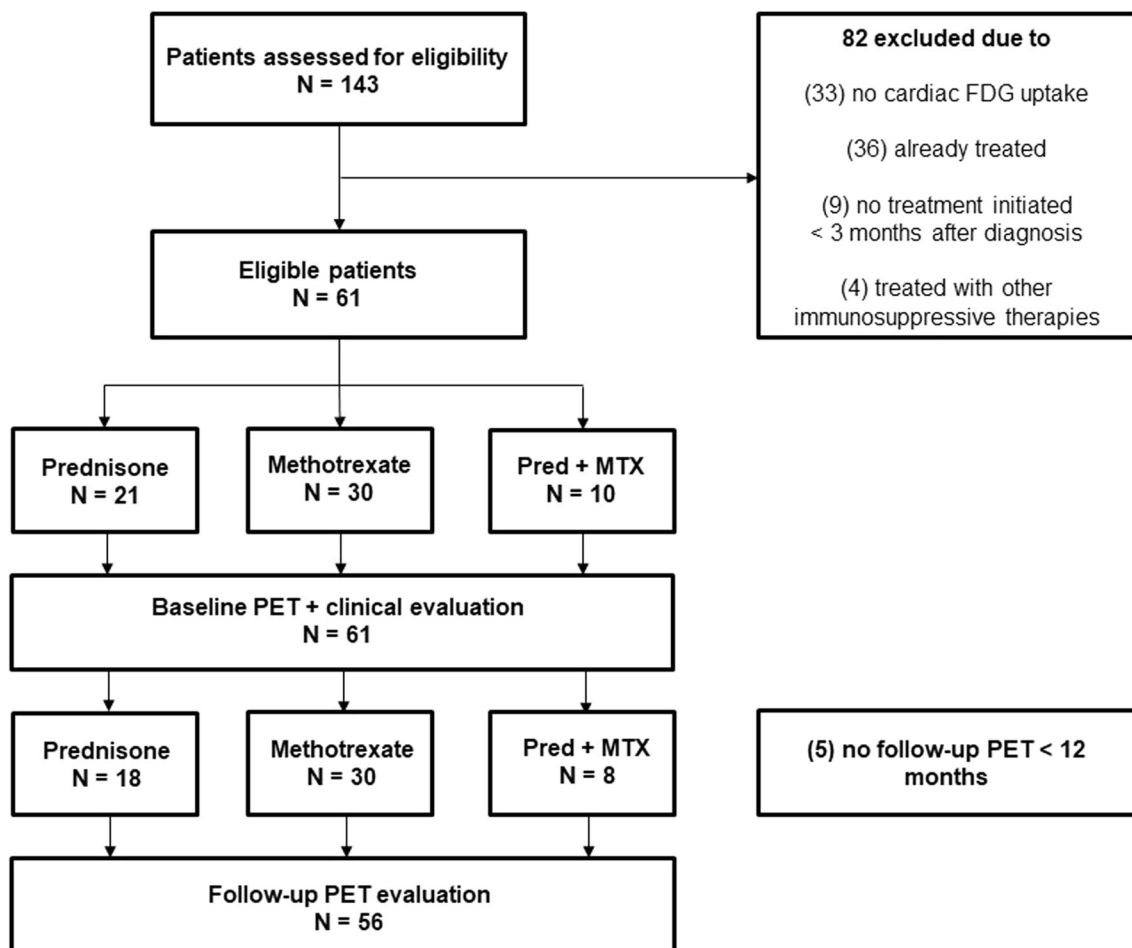 Patients assessed for eligibility
N = 143
82 excluded due to
(33) no cardiac FDG uptake
(36) already treated
(9) no treatment initiated
< 3 months after diagnosis
(4) treated with other
immunosuppressive therapies
Eligible patients
N = 61
Prednisone
N = 21
Methotrexate
N = 30
Pred + MTX
N = 10
Baseline PET + clinical evaluation
N = 61
Prednisone
N = 18
Methotrexate
N = 30
Pred + MTX
N = 8
(5) no follow-up PET < 12
months
Follow-up PET evaluation
N = 56